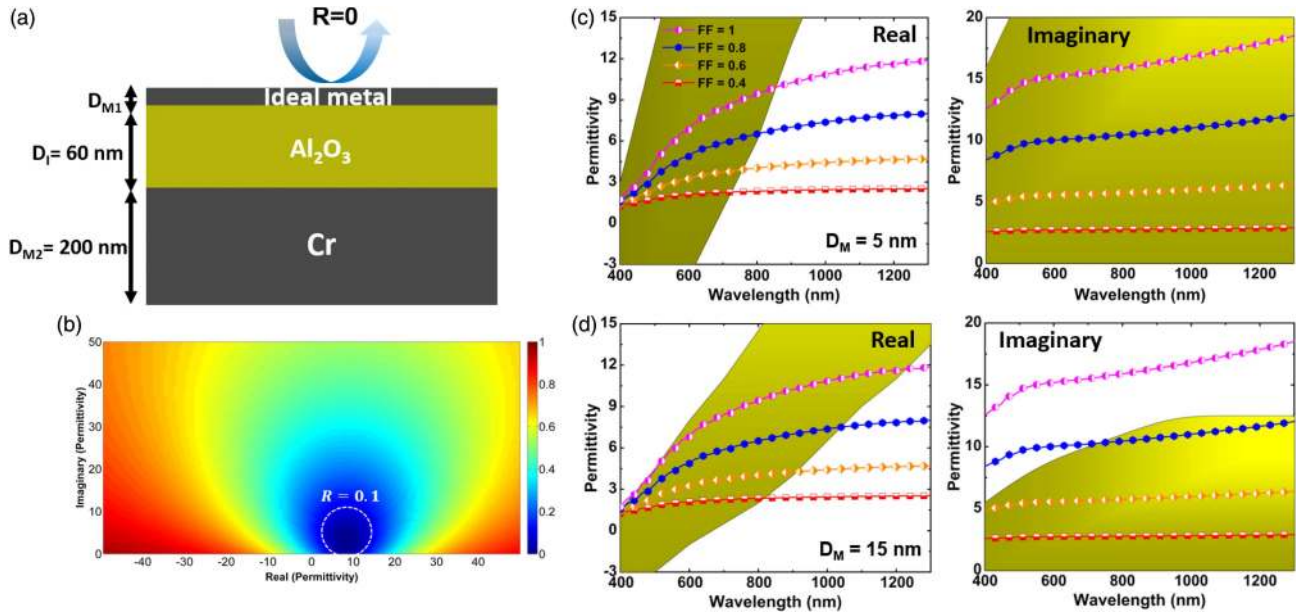 (a)
R=0
D_M1
Ideal metal
D_I= 60 nm
Al₂O₃
D_M2= 200 nm
Cr
(b)
Imaginary (Permittivity)
50
40
30
20
10
0
R = 0.1
-40 -30 -20 -10 0 10 20 30 40
Real (Permittivity)
1
0.8
0.6
0.4
0.2
0
(c)
Permittivity
15
12
9
6
3
0
-3
FF = 1
FF = 0.8
FF = 0.6
FF = 0.4
Real
D_M = 5 nm
400 600 800 1000 1200
Wavelength (nm)
Permittivity
20
15
10
5
0
Imaginary
400 600 800 1000 1200
Wavelength (nm)
(d)
Permittivity
15
12
9
6
3
0
-3
Real
D_M = 15 nm
400 600 800 1000 1200
Wavelength (nm)
Permittivity
20
15
10
5
0
Imaginary
400 600 800 1000 1200
Wavelength (nm)